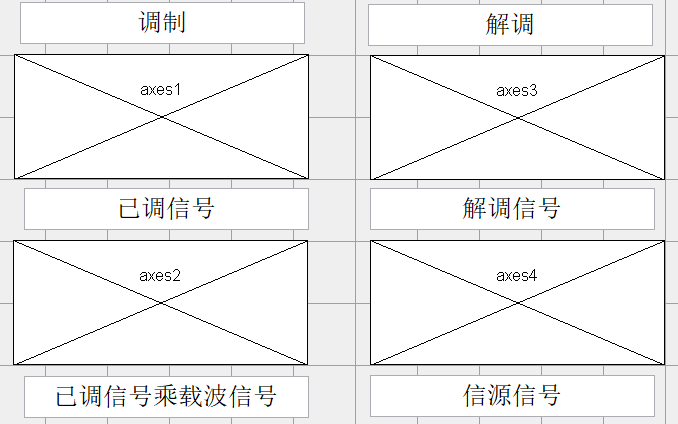 调制
解调
axes1
axes3
已调信号
解调信号
axes2
axes4
已调信号乘载波信号
信源信号